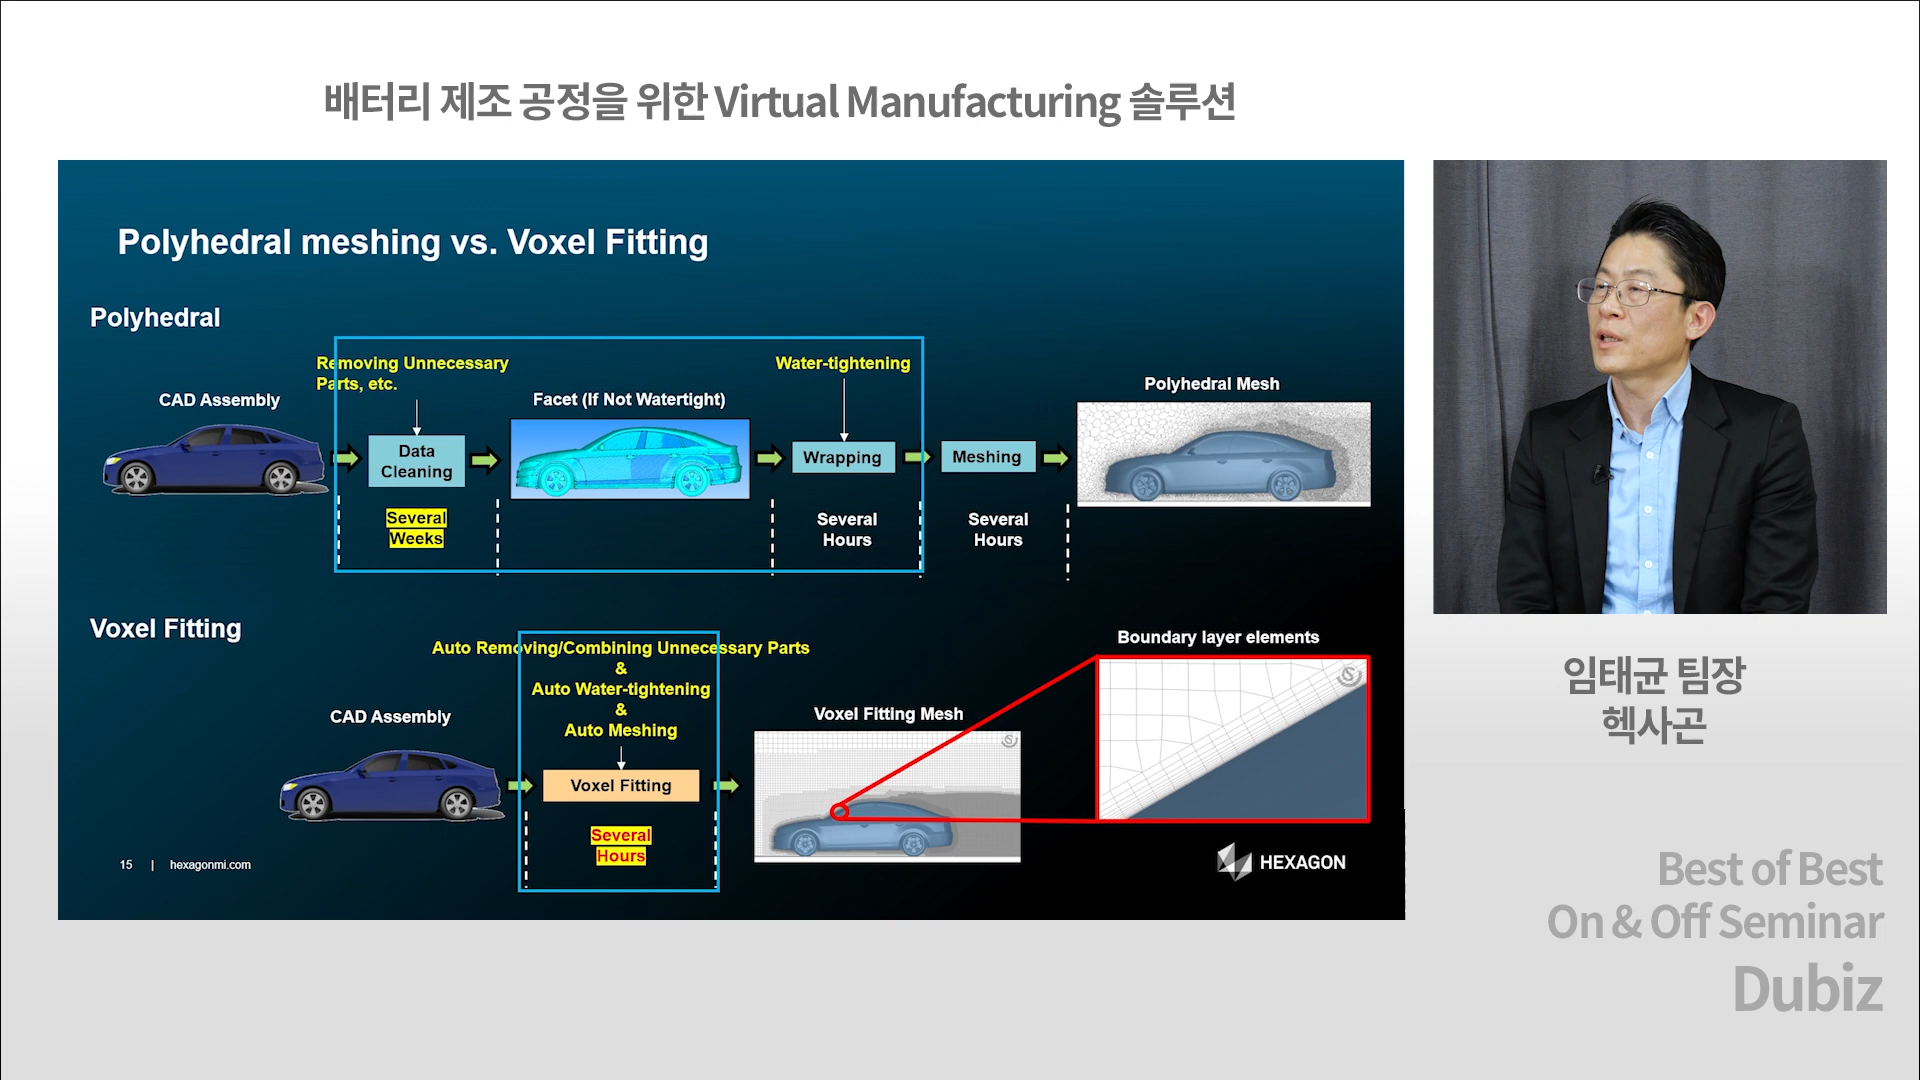 배터리 제조 공정을 위한 Virtual Manufacturing 솔루션
Polyhedral meshing vs. Voxel Fitting
Polyhedral
Removing Unnecessary
Parts, etc.
Water-tightening
CAD Assembly
Facet (If Not Watertight)
Polyhedral Mesh
Data
Cleaning
Wrapping
Meshing
Several
Weeks
Several
Hours
Several
Hours
Voxel Fitting
Auto Removing/Combining Unnecessary Parts
&
Auto Water-tightening
&
Auto Meshing
CAD Assembly
Voxel Fitting
Several
Hours
Voxel Fitting Mesh
Boundary layer elements
15 | hexagonmi.com
HEXAGON
임태균 팀장
헥사곤
Best of Best
On & Off Seminar
Dubiz